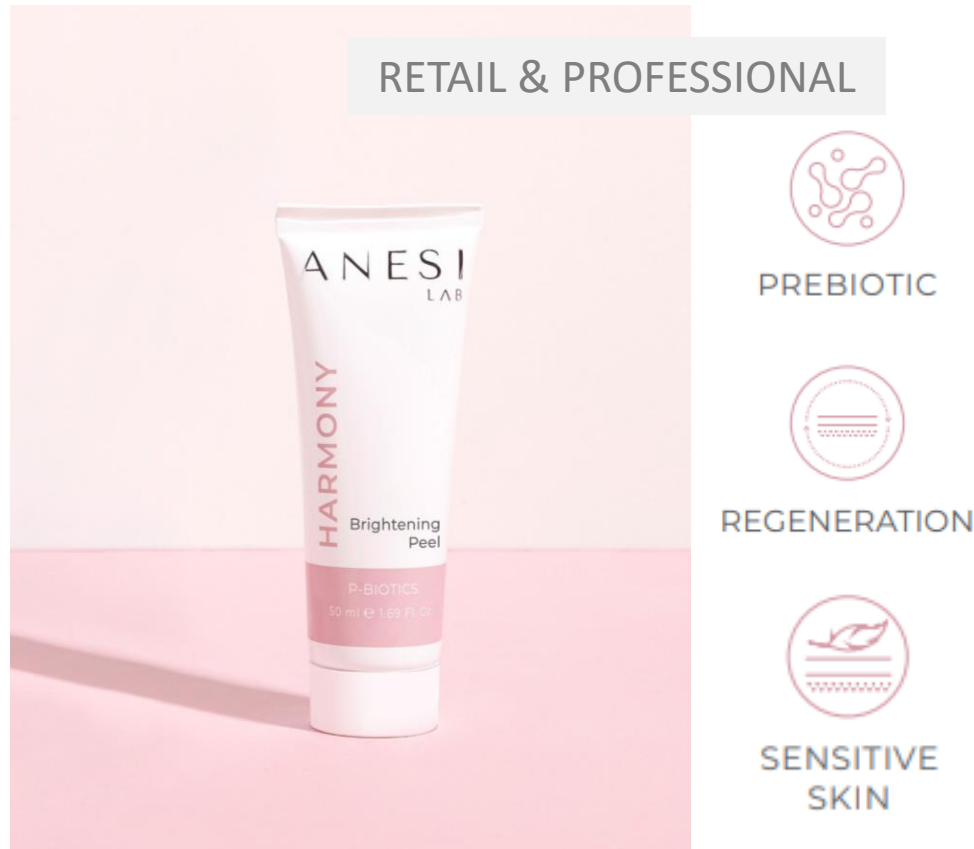 RETAIL & PROFESSIONAL
ANESI
LAB
HARMONY
Brightening
Peel
P-BIOTICS
50 ml ℮ 1.69 Fl. Oz.
PREBIOTIC
REGENERATION
SENSITIVE
SKIN